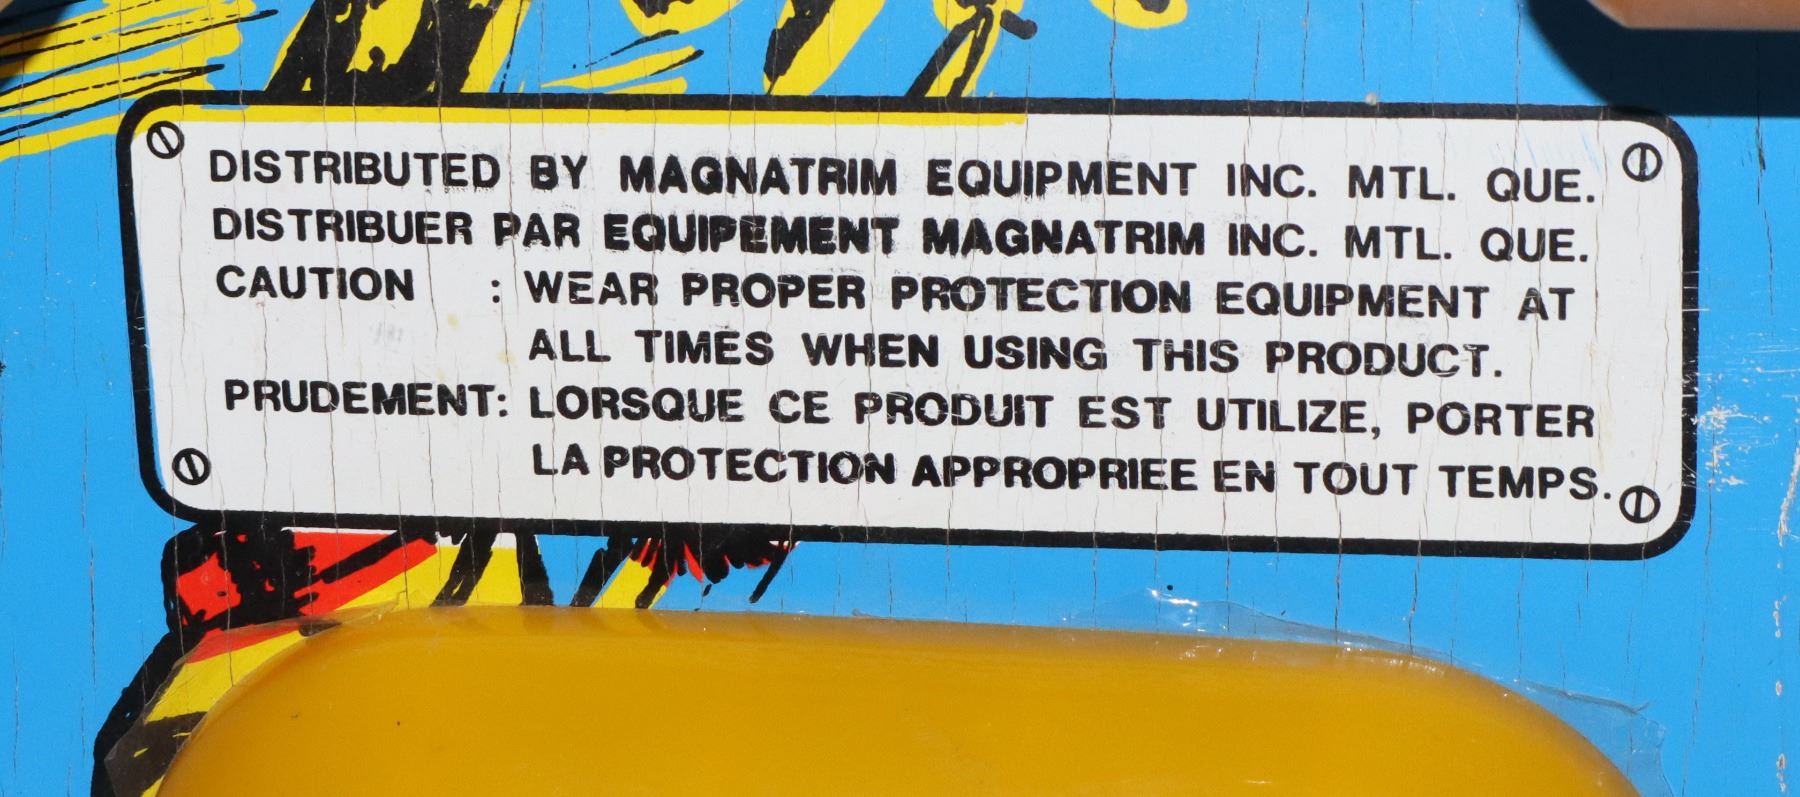 DISTRIBUTED BY MAGNATRIM EQUIPMENT INC. MTL. QUE.
DISTRIBUER PAR EQUIPEMENT MAGNATRIM INC. MTL. QUE.
CAUTION : WEAR PROPER PROTECTION EQUIPMENT AT
ALL TIMES WHEN USING THIS PRODUCT.
PRUDEMENT: LORSQUE CE PRODUIT EST UTILIZE, PORTER
LA PROTECTION APPROPRIEE EN TOUT TEMPS.